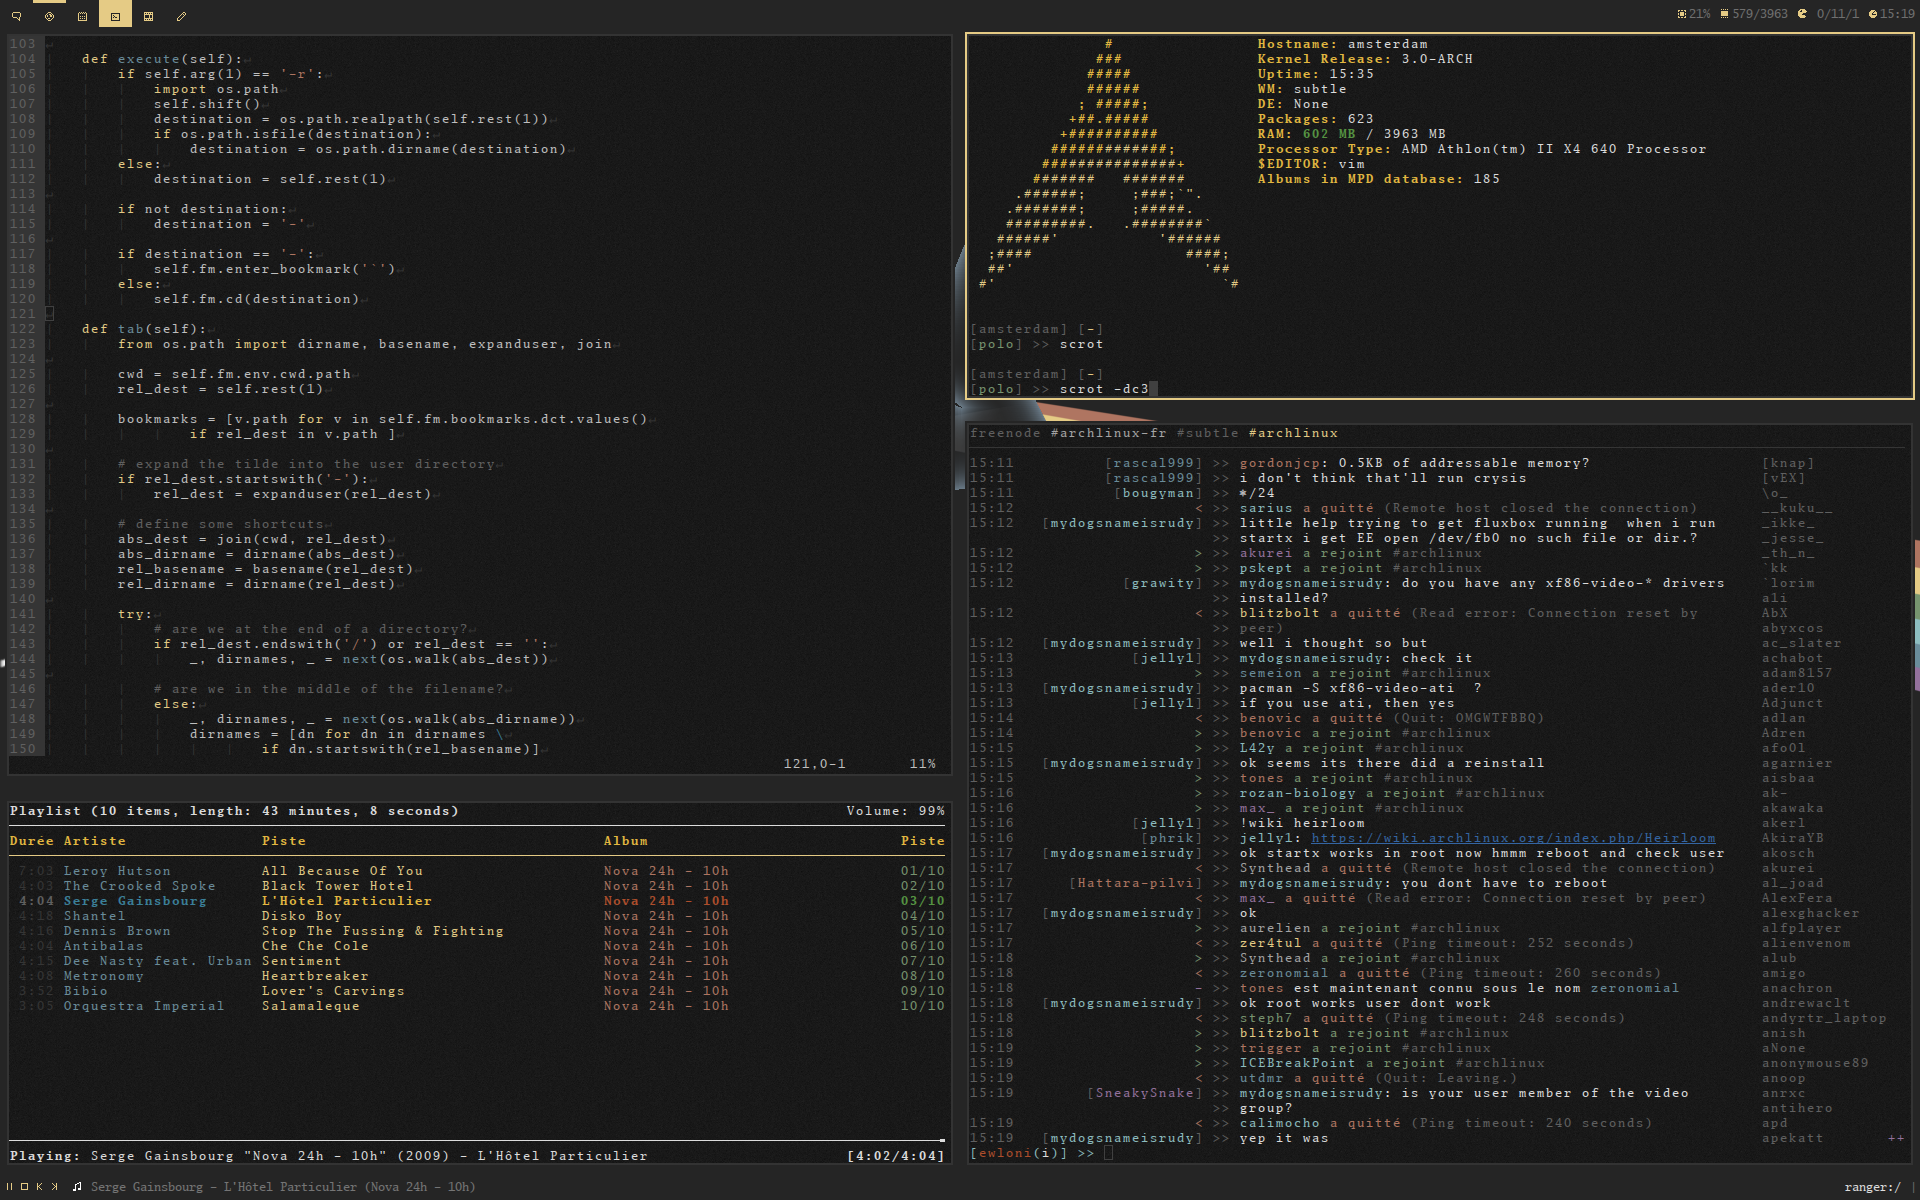 21% 579/3963 0/11/1 15:19
103
104 def execute(self):
105 if self.arg(1) == '-r':
106 import os.path
107 self.shift()
108 destination = os.path.realpath(self.rest(1))
109 if os.path.isfile(destination):
110 destination = os.path.dirname(destination)
111 else:
112 destination = self.rest(1)
113
114 if not destination:
115 destination = '~'
116
117 if destination == '-':
118 self.fm.enter_bookmark('`')
119 else:
120 self.fm.cd(destination)
121
122 def tab(self):
123 from os.path import dirname, basename, expanduser, join
124
125 cwd = self.fm.env.cwd.path
126 rel_dest = self.rest(1)
127
128 bookmarks = [v.path for v in self.fm.bookmarks.dct.values()
129 if rel_dest in v.path ]
130
131 # expand the tilde into the user directory
132 if rel_dest.startswith('~'):
133 rel_dest = expanduser(rel_dest)
134
135 # define some shortcuts
136 abs_dest = join(cwd, rel_dest)
137 abs_dirname = dirname(abs_dest)
138 rel_basename = basename(rel_dest)
139 rel_dirname = dirname(rel_dest)
140
141 try:
142 # are we at the end of a directory?
143 if rel_dest.endswith('/') or rel_dest == '':
144 _, dirnames, _ = next(os.walk(abs_dest))
145
146 # are we in the middle of the filename?
147 else:
148 _, dirnames, _ = next(os.walk(abs_dirname))
149 dirnames = [dn for dn in dirnames \
150 if dn.startswith(rel_basename)]
121,0-1 11%
Playlist (10 items, length: 43 minutes, 8 seconds) Volume: 99%
Durée Artiste Piste Album Piste
7:03 Leroy Hutson All Because Of You Nova 24h - 10h 01/10
4:03 The Crooked Spoke Black Tower Hotel Nova 24h - 10h 02/10
4:04 Serge Gainsbourg L'Hôtel Particulier Nova 24h - 10h 03/10
4:18 Shantel Disko Boy Nova 24h - 10h 04/10
4:16 Dennis Brown Stop The Fussing & Fighting Nova 24h - 10h 05/10
4:04 Antibalas Che Che Cole Nova 24h - 10h 06/10
4:15 Dee Nasty feat. Urban Sentiment Nova 24h - 10h 07/10
4:08 Metronomy Heartbreaker Nova 24h - 10h 08/10
3:52 Bibio Lover's Carvings Nova 24h - 10h 09/10
3:05 Orquestra Imperial Salamaleque Nova 24h - 10h 10/10
Playing: Serge Gainsbourg "Nova 24h - 10h" (2009) - L'Hôtel Particulier [4:02/4:04]
Hostname: amsterdam
Kernel Release: 3.0-ARCH
Uptime: 15:35
WM: subtle
DE: None
Packages: 623
RAM: 602 MB / 3963 MB
Processor Type: AMD Athlon(tm) II X4 640 Processor
$EDITOR: vim
Albums in MPD database: 185
[amsterdam] [~]
[polo] >> scrot
[amsterdam] [~]
[polo] >> scrot -dc3
freenode #archlinux-fr #subtle #archlinux
15:11 [rascal999] >> gordonjcp: 0.5KB of addressable memory? [knap]
15:11 [rascal999] >> i don't think that'll run crysis [vEX]
15:11 [bougyman] >> */24 \o_
15:12 < >> sarius a quitté (Remote host closed the connection) __kuku__
15:12 [mydogsnameisrudy] >> little help trying to get fluxbox running when i run _ikke_
>> startx i get EE open /dev/fb0 no such file or dir.? _jesse_
15:12 > >> akurei a rejoint #archlinux _th_n_
15:12 > >> pskept a rejoint #archlinux `kk
15:12 [grawity] >> mydogsnameisrudy: do you have any xf86-video-* drivers `lorim
>> installed? a1i
15:12 < >> blitzbolt a quitté (Read error: Connection reset by AbX
>> peer) abyxcos
15:12 [mydogsnameisrudy] >> well i thought so but ac_slater
15:13 [jelly1] >> mydogsnameisrudy: check it achabot
15:13 > >> semeion a rejoint #archlinux adam8157
15:13 [mydogsnameisrudy] >> pacman -S xf86-video-ati ? ader10
15:13 [jelly1] >> if you use ati, then yes Adjunct
15:14 < >> benovic a quitté (Quit: OMGWTFBBQ) adlan
15:14 > >> benovic a rejoint #archlinux Adren
15:15 > >> L42y a rejoint #archlinux afo0l
15:15 [mydogsnameisrudy] >> ok seems its there did a reinstall agarnier
15:15 > >> tones a rejoint #archlinux aisbaa
15:16 > >> rozan-biology a rejoint #archlinux ak-
15:16 > >> max_ a rejoint #archlinux akawaka
15:16 [jelly1] >> !wiki heirloom akerl
15:16 [phrik] >> jelly1: https://wiki.archlinux.org/index.php/Heirloom AkiraYB
15:17 [mydogsnameisrudy] >> ok startx works in root now hmmm reboot and check user akosch
15:17 < >> Synthead a quitté (Remote host closed the connection) akurei
15:17 [Hattara-pilvi] >> mydogsnameisrudy: you dont have to reboot al_joad
15:17 < >> max_ a quitté (Read error: Connection reset by peer) AlexFera
15:17 [mydogsnameisrudy] >> ok alexghacker
15:17 > >> aurelien a rejoint #archlinux alfplayer
15:17 < >> zer4tul a quitté (Ping timeout: 252 seconds) alienvenom
15:18 > >> Synthead a rejoint #archlinux alub
15:18 < >> zeronomial a quitté (Ping timeout: 260 seconds) amigo
15:18 - >> tones est maintenant connu sous le nom zeronomial anachron
15:18 [mydogsnameisrudy] >> ok root works user dont work andrewaclt
15:18 < >> steph7 a quitté (Ping timeout: 248 seconds) andyrtr_laptop
15:18 > >> blitzbolt a rejoint #archlinux anish
15:19 > >> trigger a rejoint #archlinux aNone
15:19 > >> ICEBreakPoint a rejoint #archlinux anonymouse89
15:19 < >> utdmr a quitté (Quit: Leaving.) anoop
15:19 [SneakySnake] >> mydogsnameisrudy: is your user member of the video anrxc
>> group? antihero
15:19 < >> calimocho a quitté (Ping timeout: 240 seconds) apd
15:19 [mydogsnameisrudy] >> yep it was apekatt ++
[ewloni(i)] >>
Serge Gainsbourg - L'Hôtel Particulier (Nova 24h - 10h) ranger:/